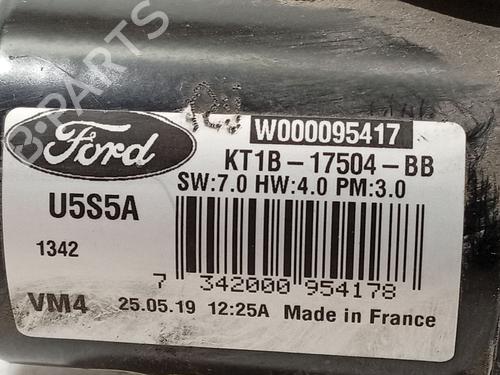 B-PARTS
W000095417
Ford
KT1B-17504-BB
SW:7.0 HW:4.0 PM:3.0
U5S5A
1342
7 342000 954178
VM4 25.05.19 12:25A Made in France